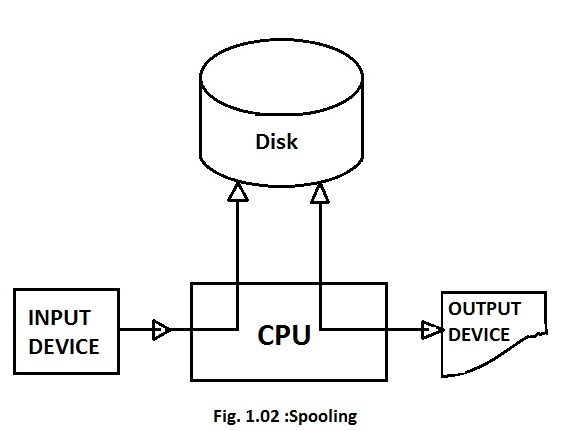 Disk
INPUT
DEVICE
CPU
OUTPUT
DEVICE
Fig. 1.02 :Spooling